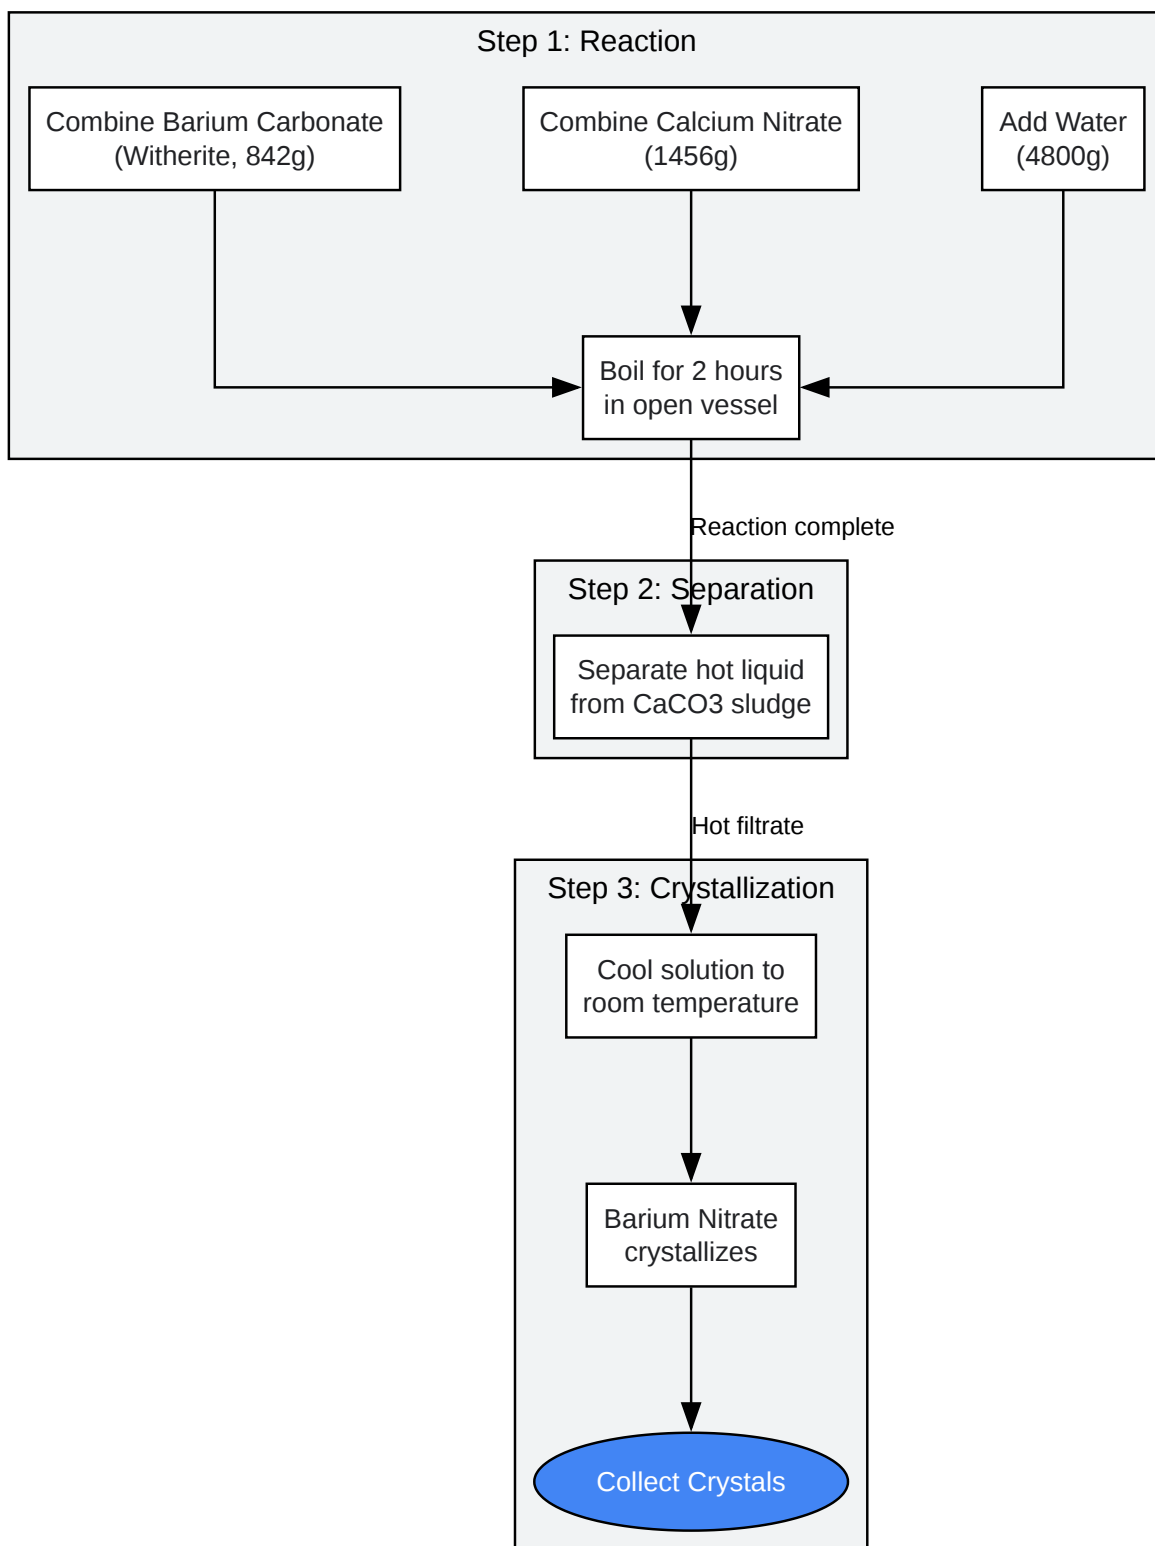 Step 1: Reaction
Combine Barium Carbonate
(Witherite, 842g)
Combine Calcium Nitrate
(1456g)
Add Water
(4800g)
Boil for 2 hours
in open vessel
Reaction complete
Step 2: Separation
Separate hot liquid
from CaCO3 sludge
Hot filtrate
Step 3: Crystallization
Cool solution to
room temperature
Barium Nitrate
crystallizes
Collect Crystals